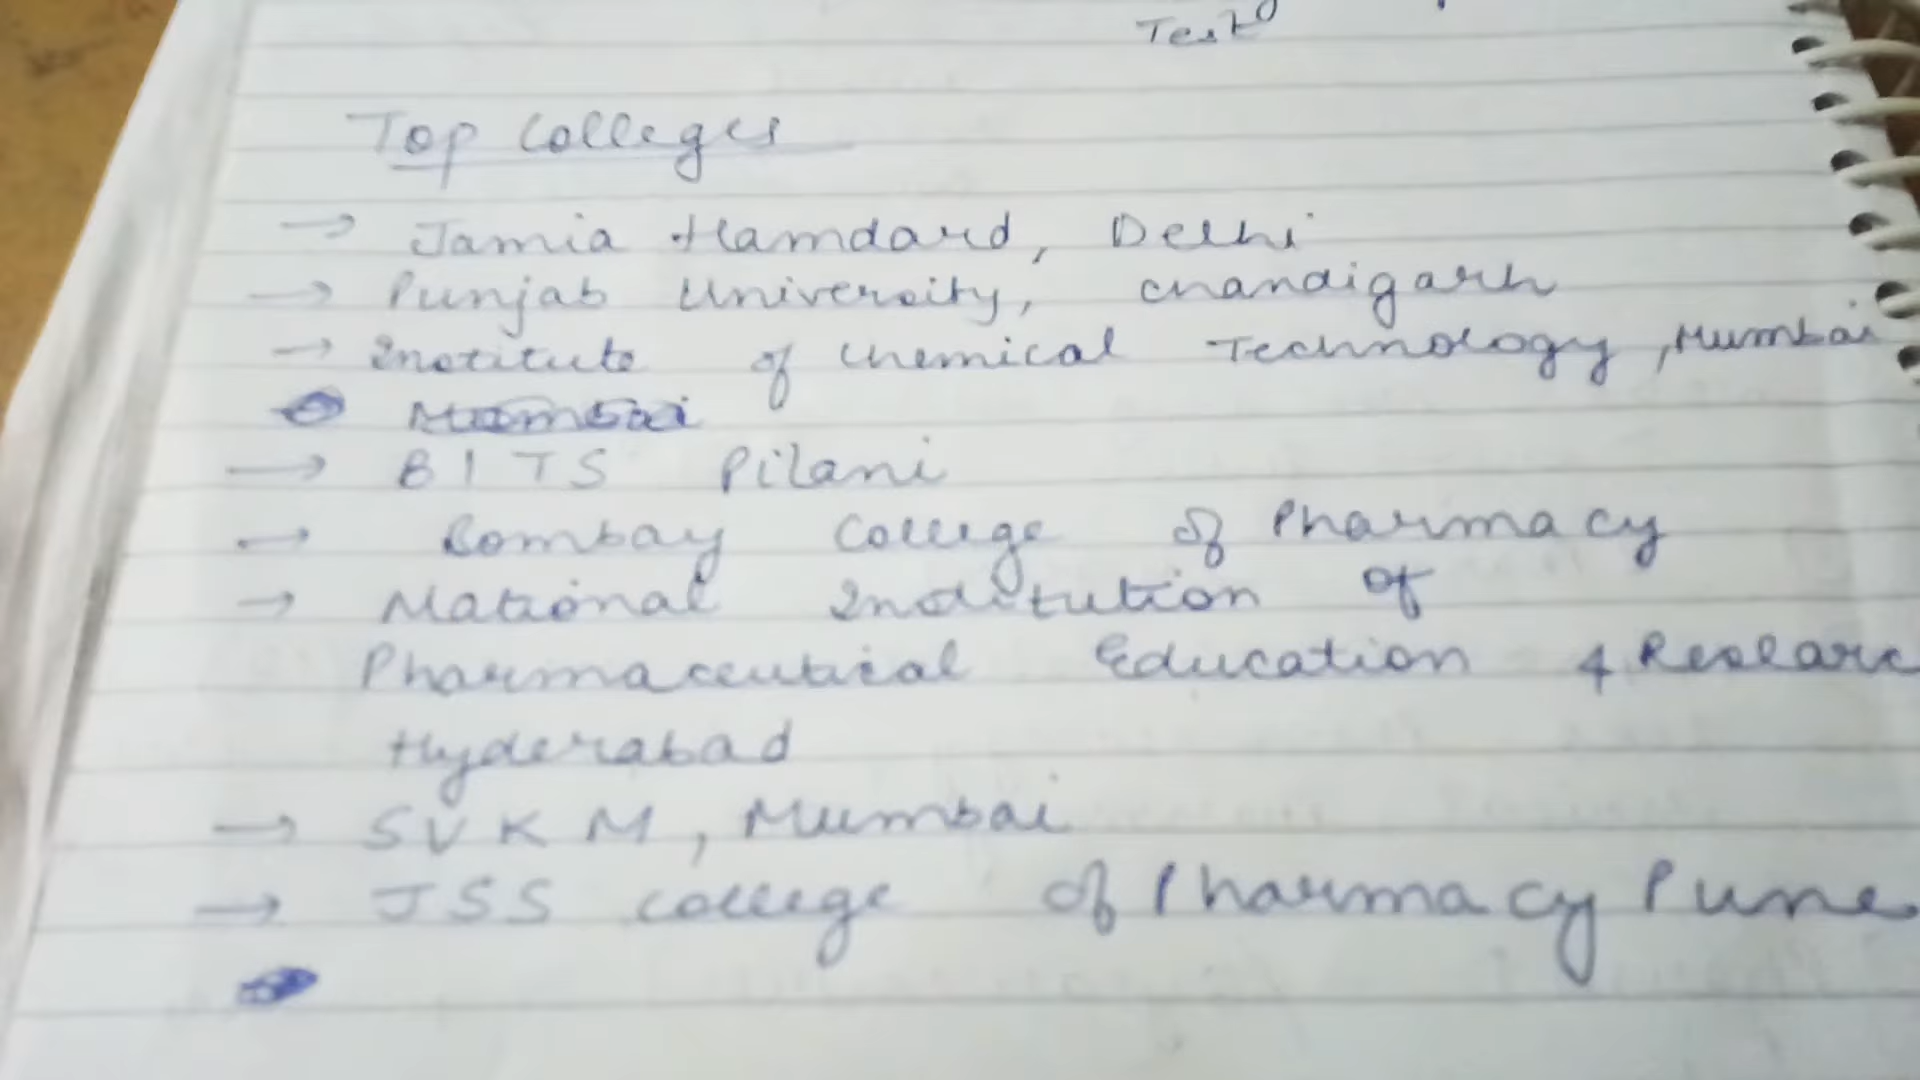 Test
Top Colleges
→ Jamia Hamdard, Delhi
→ Punjab University, Chandigarh
→ Institute of Chemical Technology, Mumbai
Mumbai
→ BITS Pilani
→ Bombay College of Pharmacy
→ National Institution of
Pharmaceutical Education & Researc
Hyderabad
→ SVKM, Mumbai
→ JSS College of Pharmacy Pune